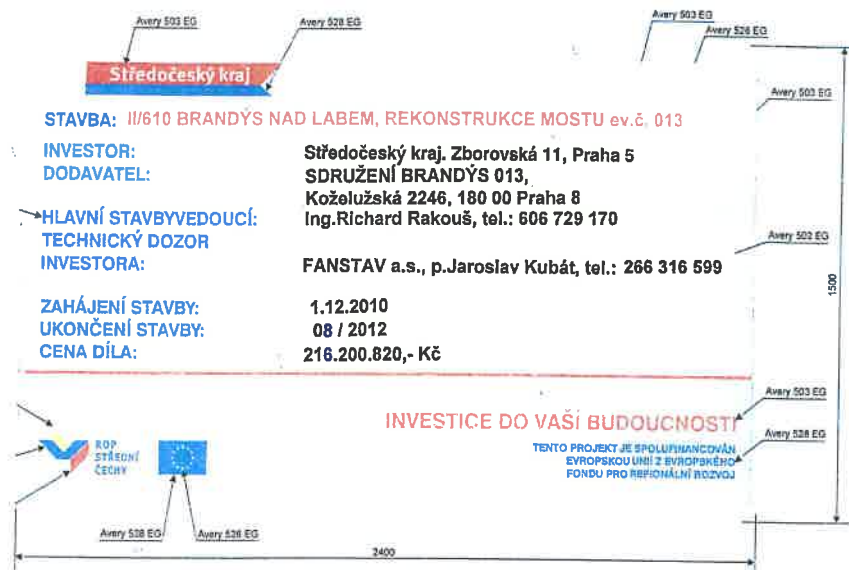 Avery 503 EG
Avery 528 EG
Avery 503 EG
Avery 526 EG
Středočeský kraj
Avery 503 EG
STAVBA: II/610 BRANDÝS NAD LABEM, REKONSTRUKCE MOSTU ev.č. 013
INVESTOR: Středočeský kraj. Zborovská 11, Praha 5
DODAVATEL: SDRUŽENÍ BRANDÝS 013,
Koželužská 2246, 180 00 Praha 8
HLAVNÍ STAVBYVEDOUCÍ: Ing.Richard Rakouš, tel.: 606 729 170
TECHNICKÝ DOZOR
Avery 502 EG
INVESTORA: FANSTAV a.s., p.Jaroslav Kubát, tel.: 266 316 599
1500
ZAHÁJENÍ STAVBY: 1.12.2010
UKONČENÍ STAVBY: 08 / 2012
CENA DÍLA: 216.200.820,- Kč
Avery 503 EG
INVESTICE DO VAŠÍ BUDOUCNOSTI
Avery 528 EG
ROP
STŘEDNÍ
ČECHY
TENTO PROJEKT JE SPOLUFINANCOVÁN
EVROPSKOU UNIÍ Z EVROPSKÉHO
FONDU PRO REGIONÁLNÍ ROZVOJ
Avery 528 EG
Avery 526 EG
2400